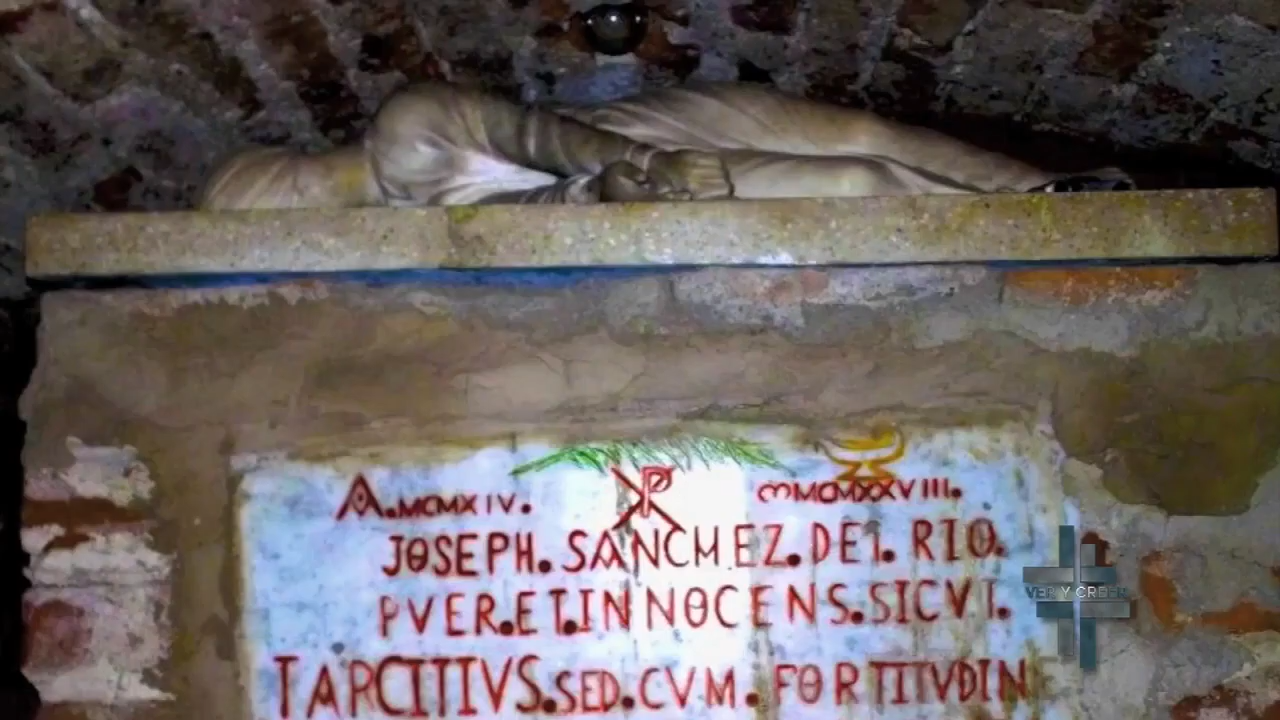 A.MCMXIV. ☧ ωMCMXXVIII.
JOSEPH.SANCHEZ.DEL.RIO.
PVER.ET.INNOCENS.SICVT.
TARCITIVS.SED.CVM.FORTITVDIN
VER Y CREER